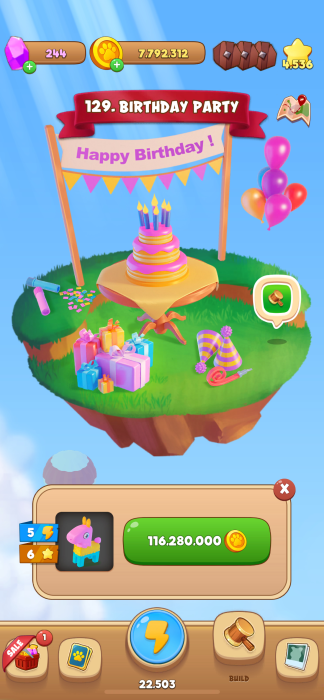 244
7.792.312
4.536
129. BIRTHDAY PARTY
Happy Birthday !
5
6
116.280.000
SALE
1
BUILD
22.503